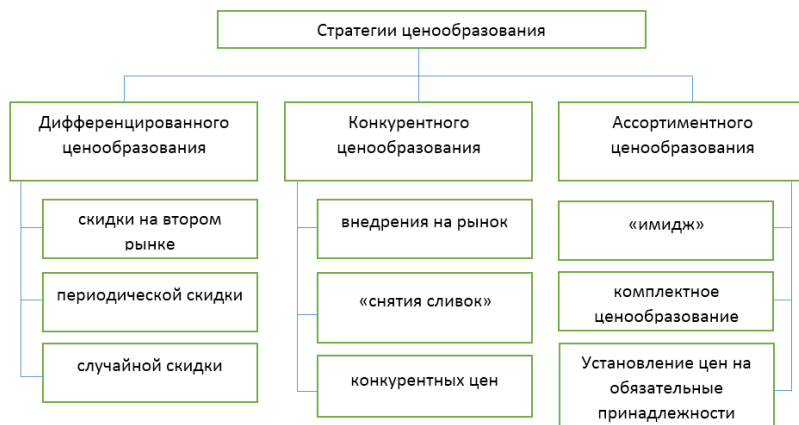 Стратегии ценообразования
Дифференцированного
ценообразования
скидки на втором
рынке
периодической скидки
случайной скидки
Конкурентного
ценообразования
внедрения на рынок
«снятия сливок»
конкурентных цен
Ассортиментного
ценообразования
«имидж»
комплектное
ценообразование
Установление цен на
обязательные
принадлежности